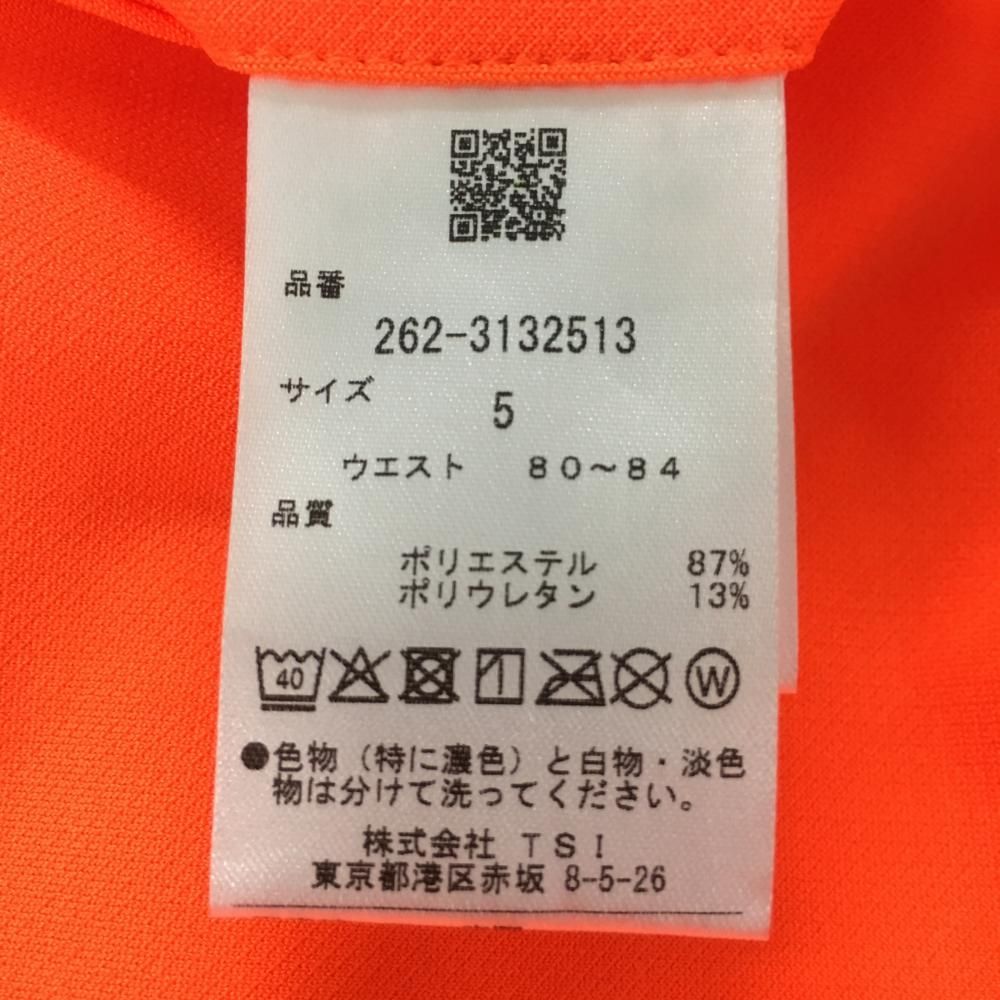 品番
262-3132513
サイズ
5
ウエスト 80～84
品質
ポリエステル 87%
ポリウレタン 13%
40 W
●色物（特に濃色）と白物・淡色
物は分けて洗ってください。
株式会社 TSI
東京都港区赤坂 8-5-26